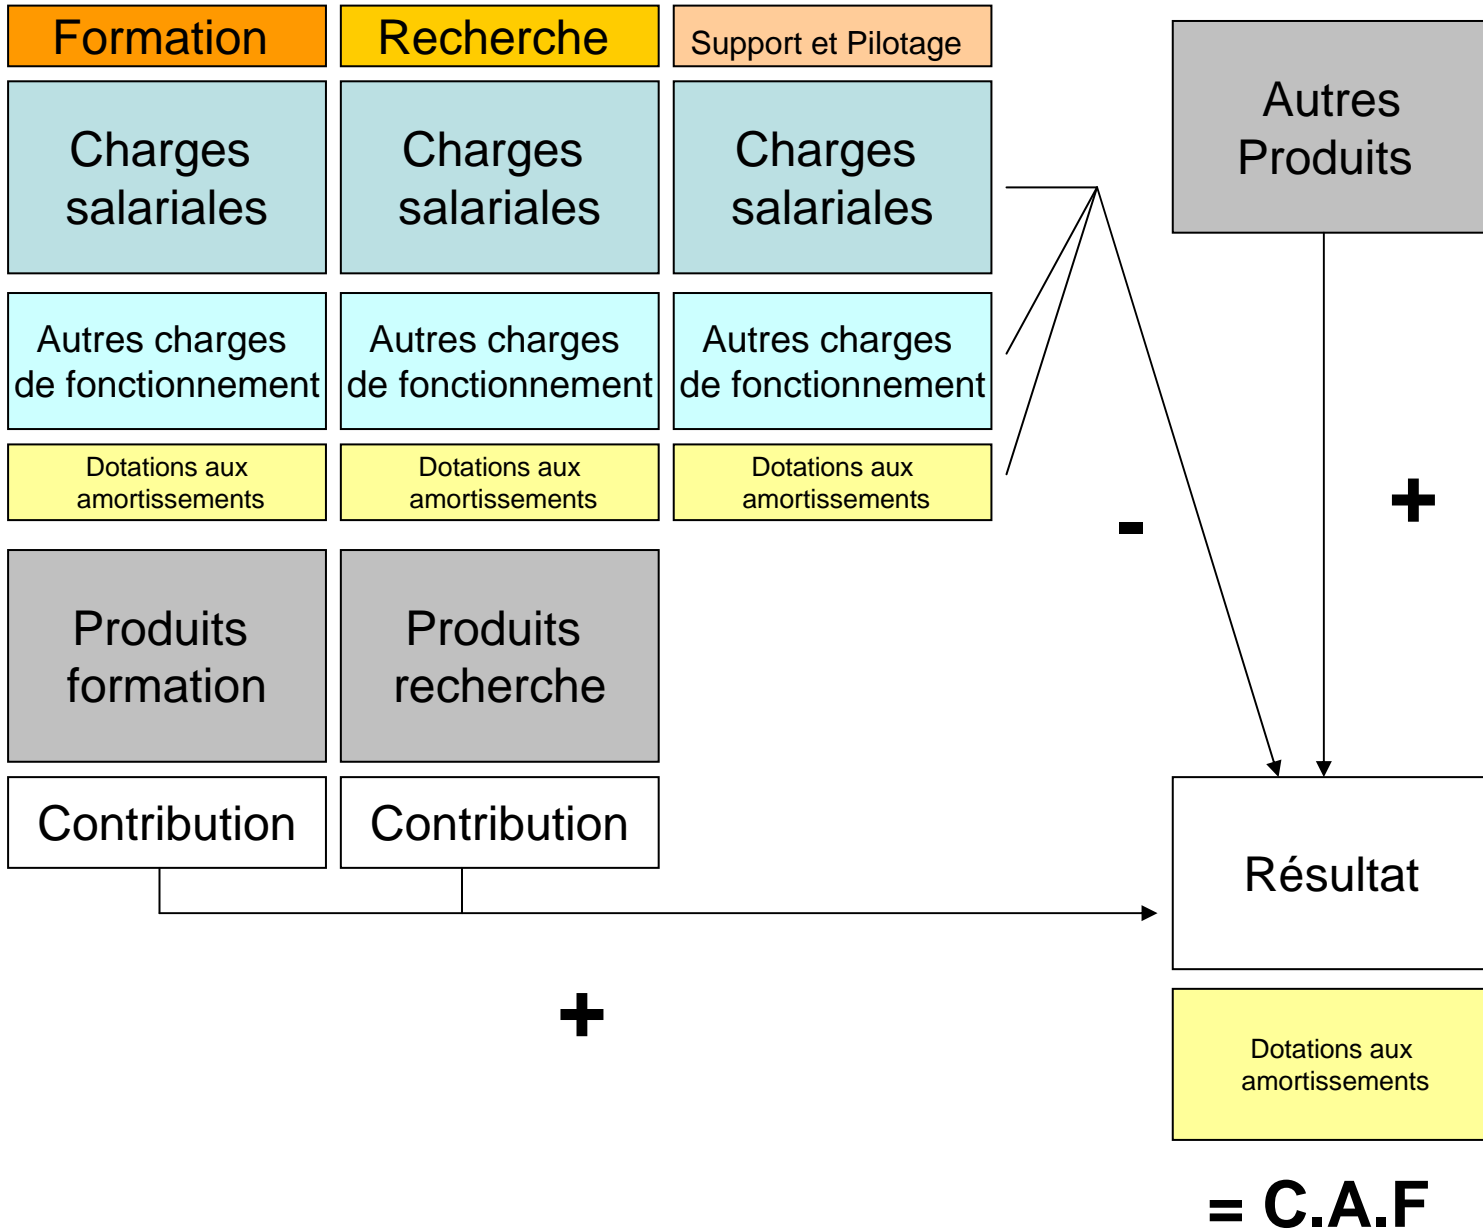 Formation
Recherche
Support et Pilotage
Autres
Produits
Charges
salariales
Charges
salariales
Charges
salariales
Autres charges
de fonctionnement
Autres charges
de fonctionnement
Autres charges
de fonctionnement
Dotations aux
amortissements
Dotations aux
amortissements
Dotations aux
amortissements
-
+
Produits
formation
Produits
recherche
Contribution
Contribution
Résultat
+
Dotations aux
amortissements
= C.A.F